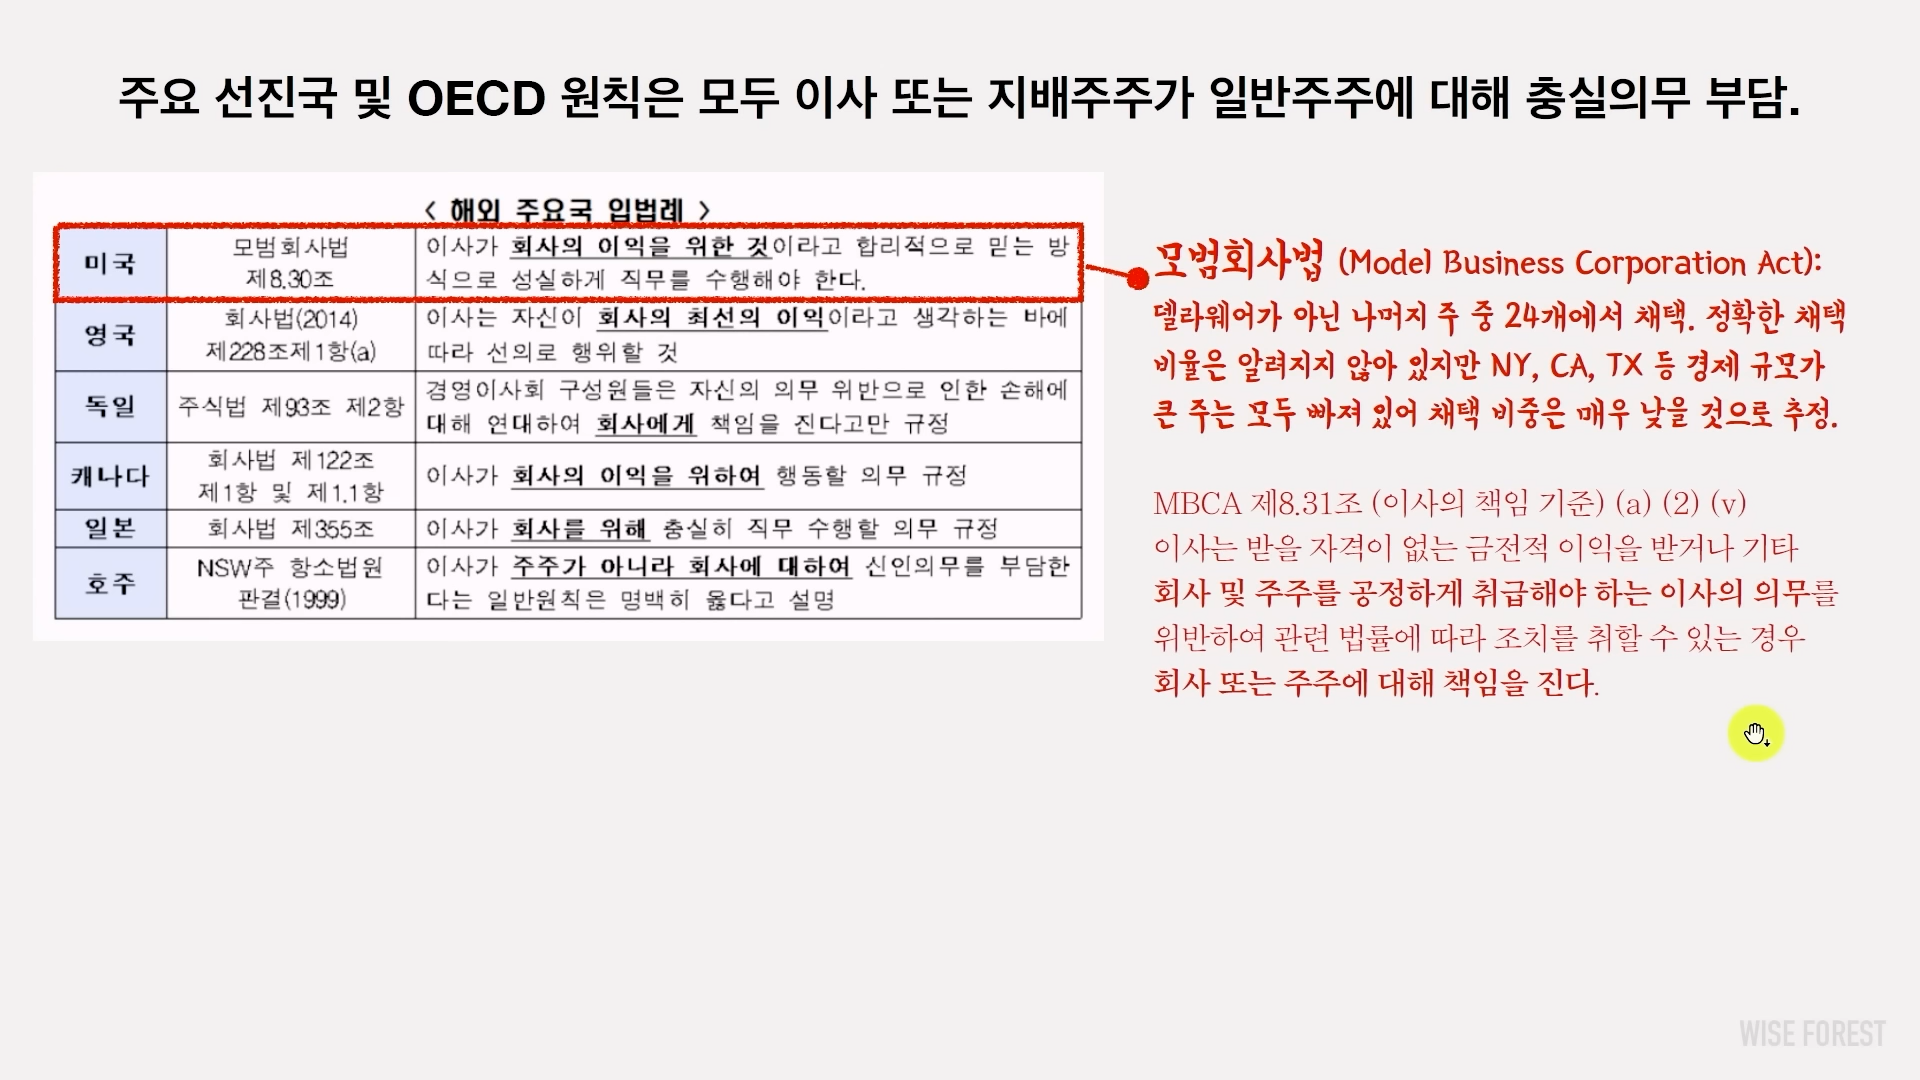 주요 선진국 및 OECD 원칙은 모두 이사 또는 지배주주가 일반주주에 대해 충실의무 부담.
< 해외 주요국 입법례 >
미국
모범회사법
제8.30조
이사가 회사의 이익을 위한 것이라고 합리적으로 믿는 방
식으로 성실하게 직무를 수행해야 한다.
영국
회사법(2014)
제228조제1항(a)
이사는 자신이 회사의 최선의 이익이라고 생각하는 바에
따라 선의로 행위할 것
독일
주식법 제93조 제2항
경영이사회 구성원들은 자신의 의무 위반으로 인한 손해에
대해 연대하여 회사에게 책임을 진다고만 규정
캐나다
회사법 제122조
제1항 및 제1.1항
이사가 회사의 이익을 위하여 행동할 의무 규정
일본
회사법 제355조
이사가 회사를 위해 충실히 직무 수행할 의무 규정
호주
NSW주 항소법원
판결(1999)
이사가 주주가 아니라 회사에 대하여 신인의무를 부담한
다는 일반원칙은 명백히 옳다고 설명
모범회사법 (Model Business Corporation Act):
델라웨어가 아닌 나머지 주 중 24개에서 채택. 정확한 채택
비율은 알려지지 않아 있지만 NY, CA, TX 등 경제 규모가
큰 주는 모두 빠져 있어 채택 비중은 매우 낮을 것으로 추정.
MBCA 제8.31조 (이사의 책임 기준) (a) (2) (v)
이사는 받을 자격이 없는 금전적 이익을 받거나 기타
회사 및 주주를 공정하게 취급해야 하는 이사의 의무를
위반하여 관련 법률에 따라 조치를 취할 수 있는 경우
회사 또는 주주에 대해 책임을 진다.
WISE FOREST